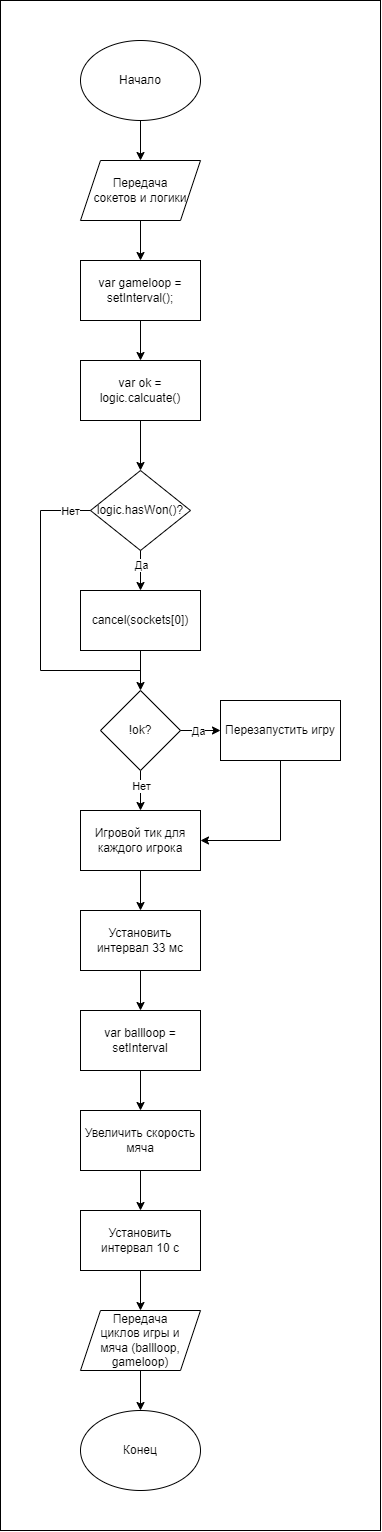 Начало
Передача
сокетов и логики
var gameloop =
setInterval();
var ok =
logic.calcuate()
Нет
logic.hasWon()?
Да
cancel(sockets[0])
!ok?
Да
Перезапустить игру
Нет
Игровой тик для
каждого игрока
Установить
интервал 33 мс
var ballloop =
setInterval
Увеличить скорость
мяча
Установить
интервал 10 с
Передача
циклов игры и
мяча (ballloop,
gameloop)
Конец